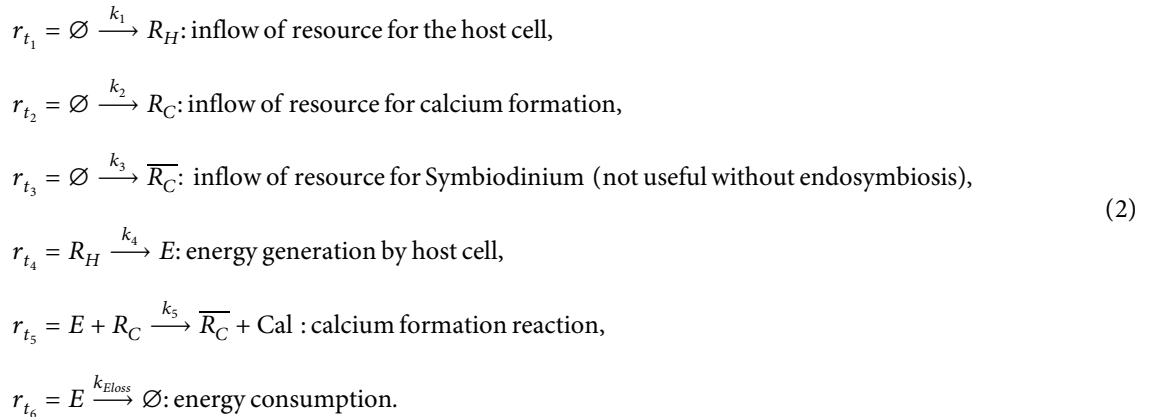 r_{t_1} = ∅ \xrightarrow{k_1} R_H: inflow of resource for the host cell,
r_{t_2} = ∅ \xrightarrow{k_2} R_C: inflow of resource for calcium formation,
r_{t_3} = ∅ \xrightarrow{k_3} \overline{R_C}: inflow of resource for Symbiodinium (not useful without endosymbiosis),
(2)
r_{t_4} = R_H \xrightarrow{k_4} E: energy generation by host cell,
r_{t_5} = E + R_C \xrightarrow{k_5} \overline{R_C} + Cal : calcium formation reaction,
r_{t_6} = E \xrightarrow{k_{Eloss}} ∅: energy consumption.